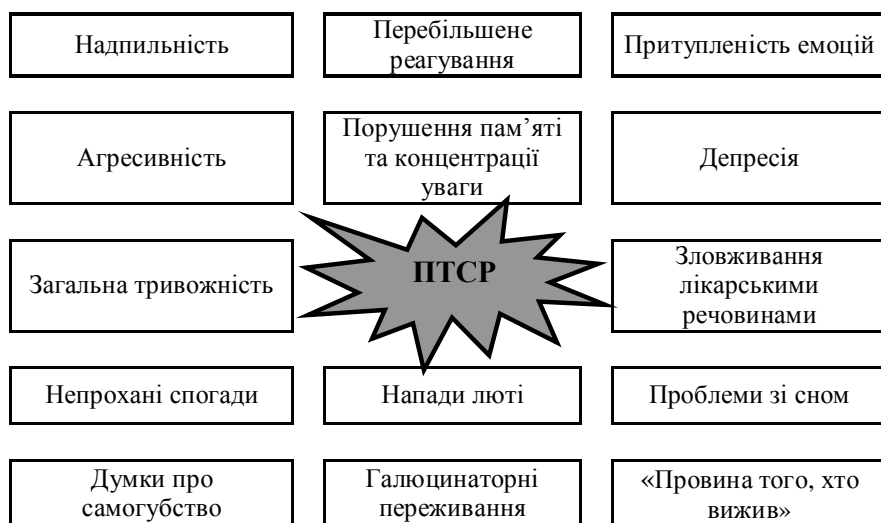 Надпильність
Перебільшене
реагування
Притупленість емоцій
Агресивність
Порушення пам’яті
та концентрації
уваги
Депресія
Загальна тривожність
ПТСР
Зловживання
лікарськими
речовинами
Непрохані спогади
Напади люті
Проблеми зі сном
Думки про
самогубство
Галюцинаторні
переживання
«Провина того, хто
вижив»